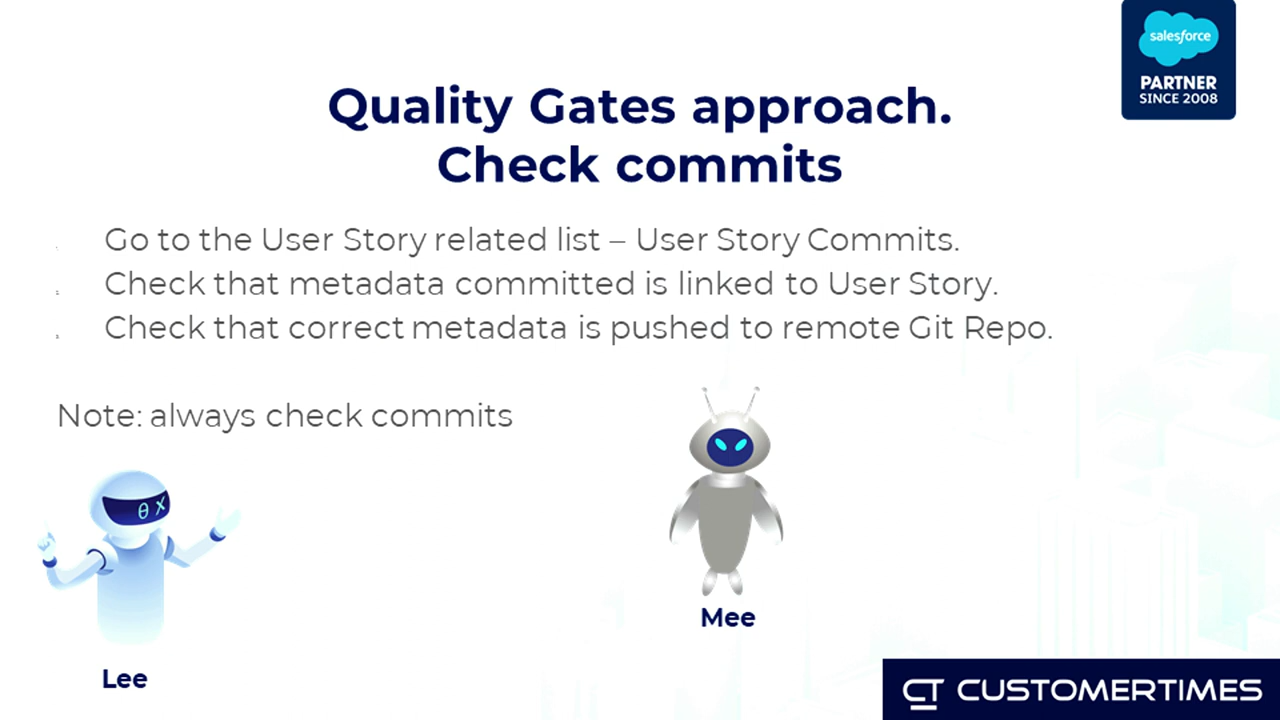 salesforce
PARTNER
SINCE 2008
Quality Gates approach.
Check commits
Go to the User Story related list – User Story Commits.
Check that metadata committed is linked to User Story.
Check that correct metadata is pushed to remote Git Repo.
Note: always check commits
θ X
Mee
Lee
CT CUSTOMERTIMES